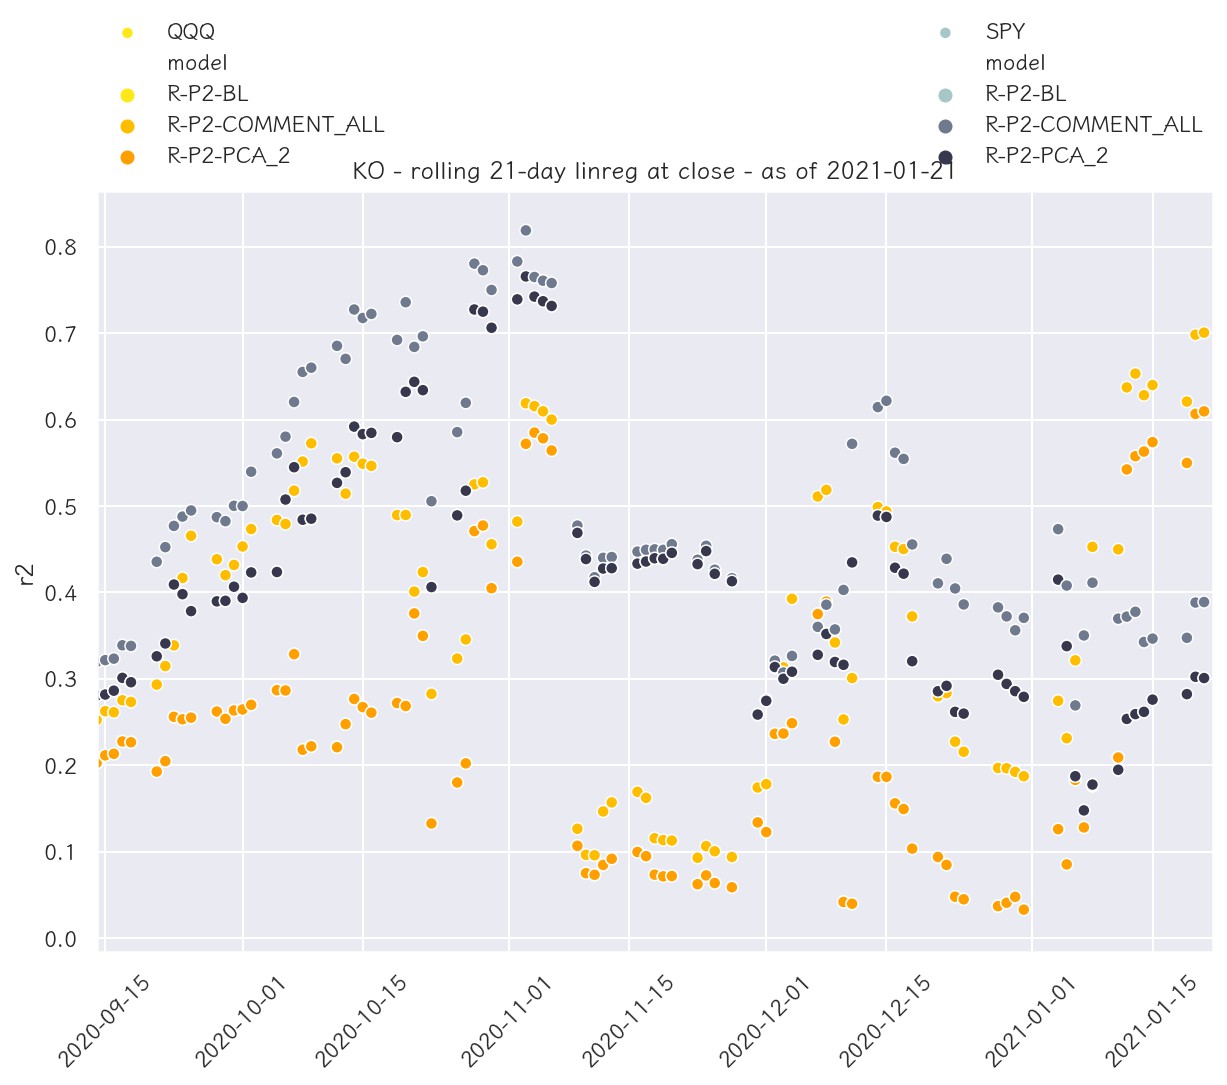 QQQ
model
R-P2-BL
R-P2-COMMENT_ALL
R-P2-PCA_2
SPY
model
R-P2-BL
R-P2-COMMENT_ALL
R-P2-PCA_2
KO - rolling 21-day linreg at close - as of 2021-01-21
r2
0.8
0.7
0.6
0.5
0.4
0.3
0.2
0.1
0.0
2020-09-15
2020-10-01
2020-10-15
2020-11-01
2020-11-15
2020-12-01
2020-12-15
2021-01-01
2021-01-15